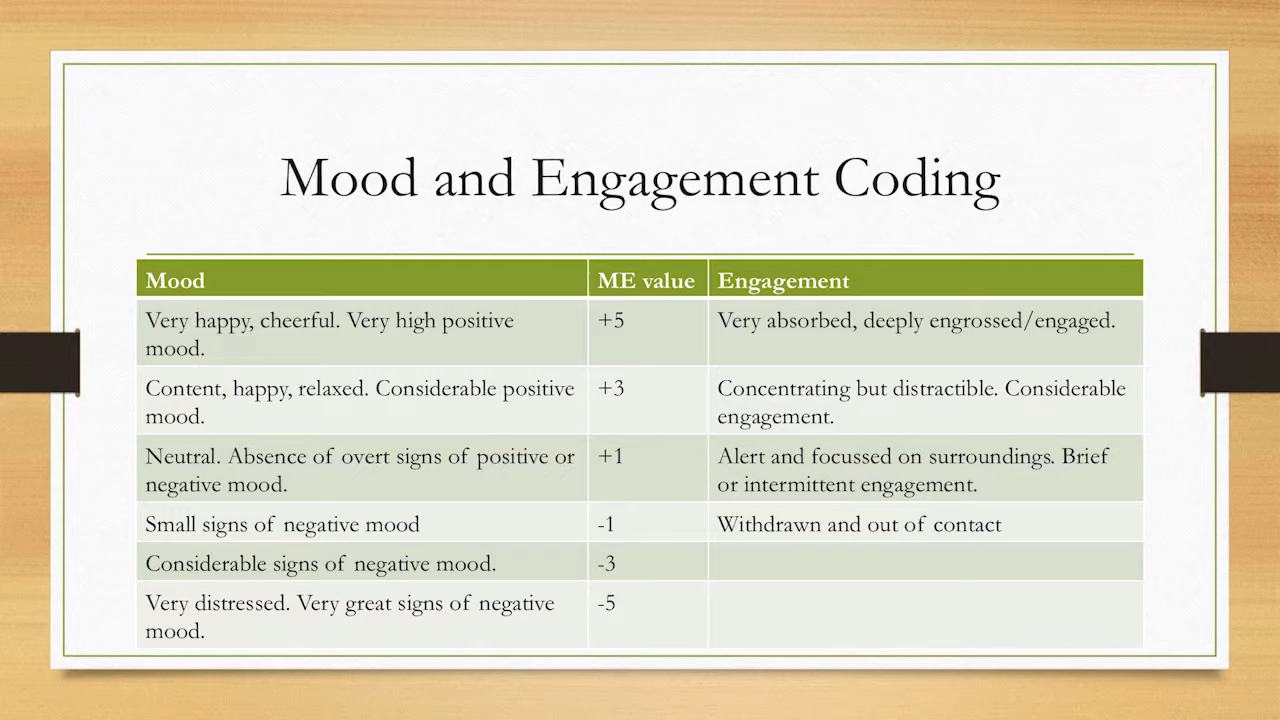 Mood and Engagement Coding
Mood
ME value
Engagement
Very happy, cheerful. Very high positive
mood.
+5
Very absorbed, deeply engrossed/engaged.
Content, happy, relaxed. Considerable positive
mood.
+3
Concentrating but distractible. Considerable
engagement.
Neutral. Absence of overt signs of positive or
negative mood.
+1
Alert and focussed on surroundings. Brief
or intermittent engagement.
Small signs of negative mood
-1
Withdrawn and out of contact
Considerable signs of negative mood.
-3
Very distressed. Very great signs of negative
mood.
-5